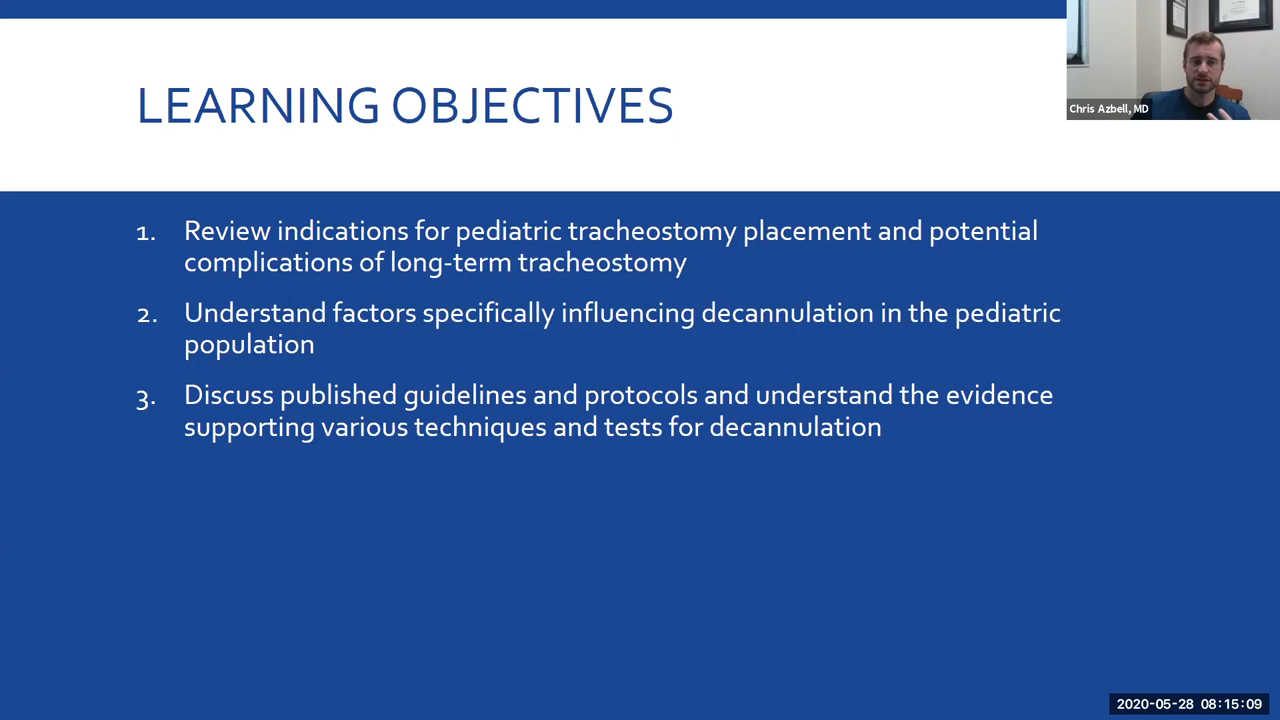 LEARNING OBJECTIVES
Chris Azbell, MD
1. Review indications for pediatric tracheostomy placement and potential
complications of long-term tracheostomy
2. Understand factors specifically influencing decannulation in the pediatric
population
3. Discuss published guidelines and protocols and understand the evidence
supporting various techniques and tests for decannulation
2020-05-28 08:15:09